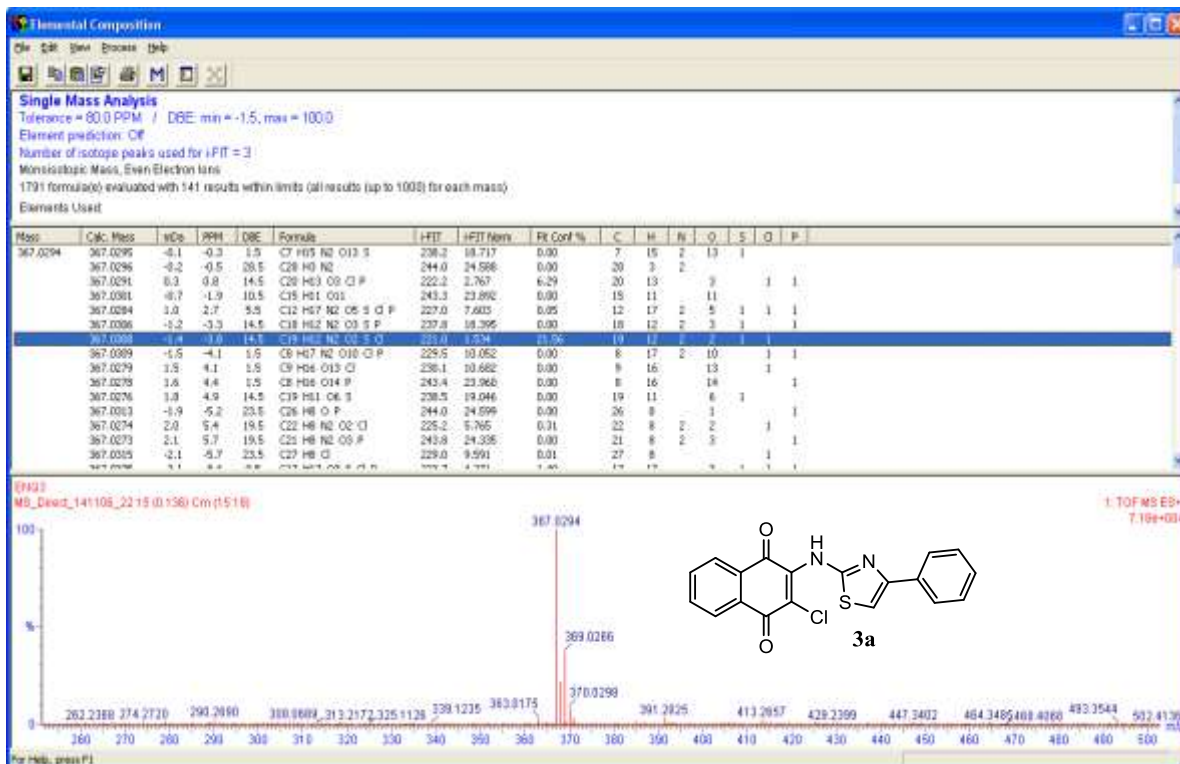 Elemental Composition
File Edit View Process Help
Single Mass Analysis
Tolerance = 80.0 PPM / DBE: min = -1.5, max = 100.0
Element prediction: Off
Number of isotope peaks used for i-FIT = 3
Monoisotopic Mass, Even Electron Ions
1791 formula(e) evaluated with 141 results within limits (all results (up to 1000) for each mass)
Elements Used:
Mass Calc. Mass mDa PPM DBE Formula i-FIT i-FIT Norm Fit Conf % C H N O S Cl P
367.0294 367.0295 -0.1 -0.3 1.5 C7 H15 N2 O13 S 238.2 18.717 0.00 7 15 2 13 1
367.0296 -0.2 -0.5 28.5 C28 H3 N2 244.0 24.588 0.00 28 3 2
367.0291 0.3 0.8 14.5 C20 H13 O3 Cl P 222.2 2.767 6.29 20 13 3 1 1
367.0301 -0.7 -1.9 10.5 C15 H11 O11 243.3 23.892 0.00 15 11 11
367.0284 1.0 2.7 5.5 C12 H17 N2 O5 S Cl P 227.0 7.603 0.05 12 17 2 5 1 1 1
367.0306 -1.2 -3.3 14.5 C18 H12 N2 O3 S P 237.8 18.395 0.00 18 12 2 3 1 1
367.0308 -1.4 -3.8 14.5 C19 H12 N2 O2 S Cl 221.0 1.534 21.56 19 12 2 2 1 1
367.0309 -1.5 -4.1 1.5 C8 H17 N2 O10 Cl P 229.5 10.052 0.00 8 17 2 10 1 1
367.0279 1.5 4.1 1.5 C9 H16 O13 Cl 230.1 10.682 0.00 9 16 13 1
367.0278 1.6 4.4 1.5 C8 H16 O14 P 243.4 23.960 0.00 8 16 14 1
367.0276 1.8 4.9 14.5 C19 H11 O6 S 238.5 19.046 0.00 19 11 6 1
367.0313 -1.9 -5.2 23.5 C26 H8 O P 244.0 24.599 0.00 26 8 1 1
367.0274 2.0 5.4 19.5 C22 H8 N2 O2 Cl 225.2 5.765 0.31 22 8 2 2 1
367.0273 2.1 5.7 19.5 C21 H8 N2 O3 P 243.8 24.335 0.00 21 8 2 3 1
367.0315 -2.1 -5.7 23.5 C27 H8 Cl 229.0 9.591 0.01 27 8 1
MS_Direct_141106_22 15 (0.136) Cm (15:16)
1: TOF MS ES+
100
%
0
367.0294
369.0266
370.0298
262.2368 274.2720 290.2690 313.2172 325.1128 339.1235 363.0175 391.2825 413.2657 429.2399 447.3402 493.3544
260 270 280 290 300 310 320 330 340 350 360 370 380 390 400 410 420 430 440 450 460 470 480 490 500
O
H
N
N
S
Cl
O
3a
For Help, press F1